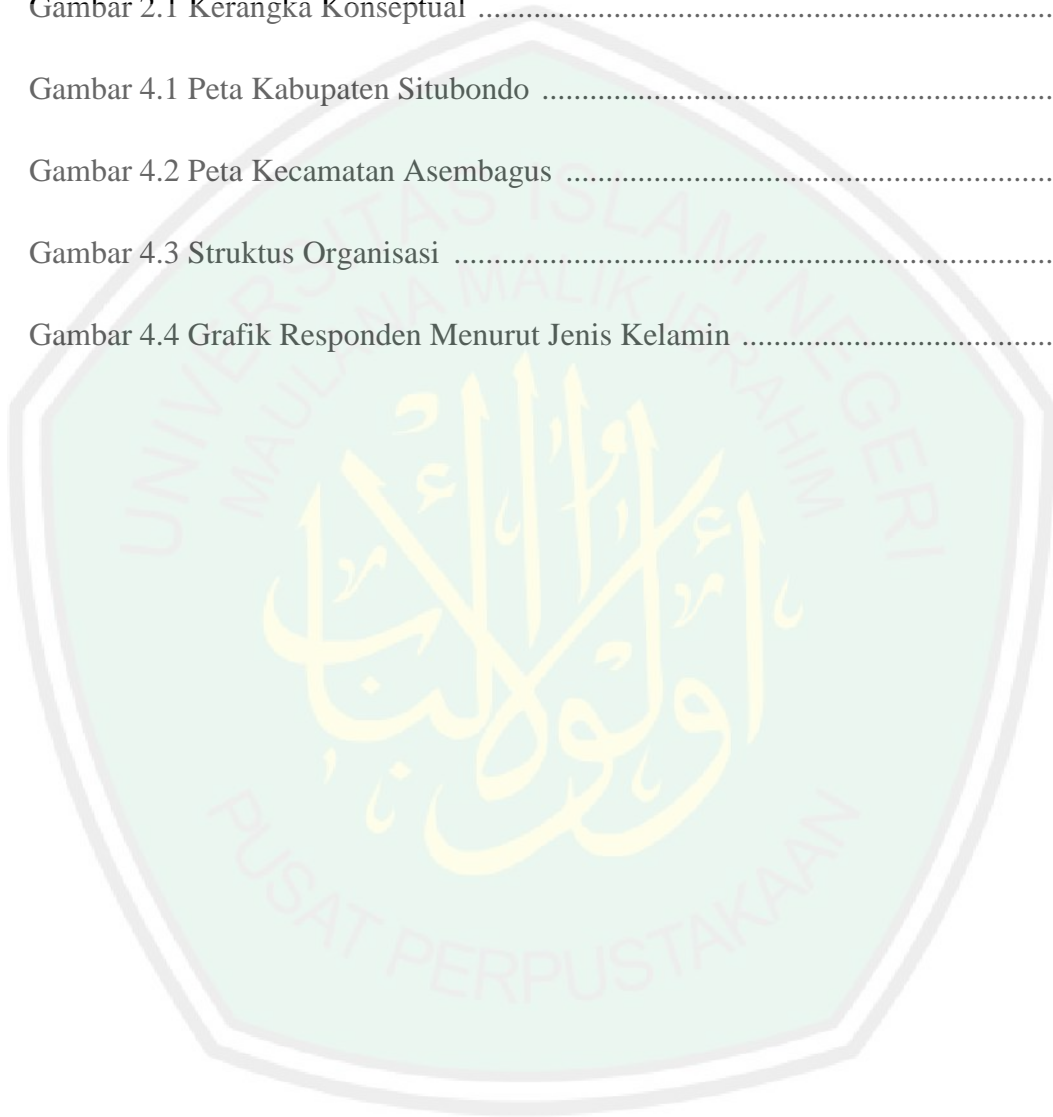 Gambar 2.1 Kerangka Konseptual ................................................................
Gambar 4.1 Peta Kabupaten Situbondo ........................................................
Gambar 4.2 Peta Kecamatan Asembagus .....................................................
Gambar 4.3 Struktus Organisasi ...................................................................
Gambar 4.4 Grafik Responden Menurut Jenis Kelamin ..................................
UNIVERSITAS ISLAM NEGERI
MAULANA MALIK IBRAHIM
أولوا الألباب
PUSAT PERPUSTAKAAN